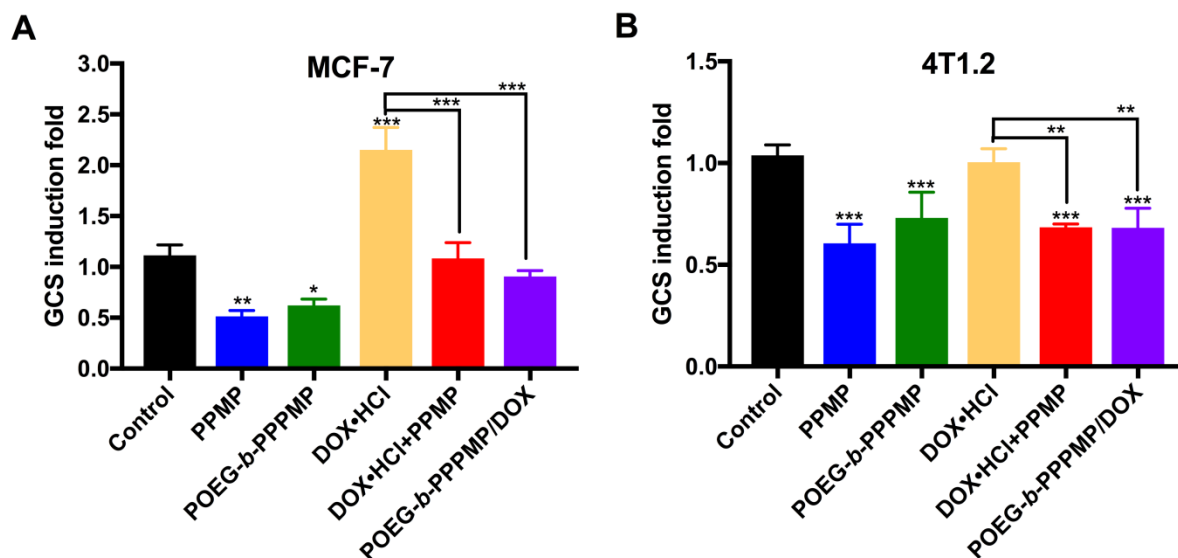 A
MCF-7
GCS induction fold
3.0
2.5
2.0
1.5
1.0
0.5
0.0
***
***
***
**
*
Control
PPMP
POEG-b-PPPMP
DOX•HCl
DOX•HCl+PPMP
POEG-b-PPPMP/DOX
B
4T1.2
GCS induction fold
1.5
1.0
0.5
0.0
**
**
***
***
***
***
Control
PPMP
POEG-b-PPPMP
DOX•HCl
DOX•HCl+PPMP
POEG-b-PPPMP/DOX